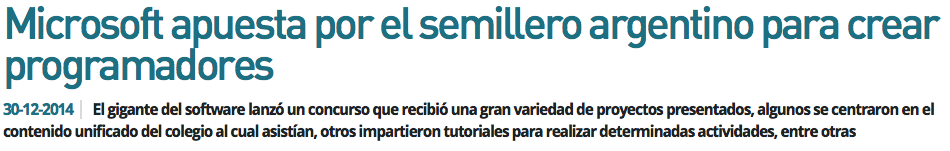 Microsoft apuesta por el semillero argentino para crear
programadores
30-12-2014 | El gigante del software lanzó un concurso que recibió una gran variedad de proyectos presentados, algunos se centraron en el
contenido unificado del colegio al cual asistían, otros impartieron tutoriales para realizar determinadas actividades, entre otras